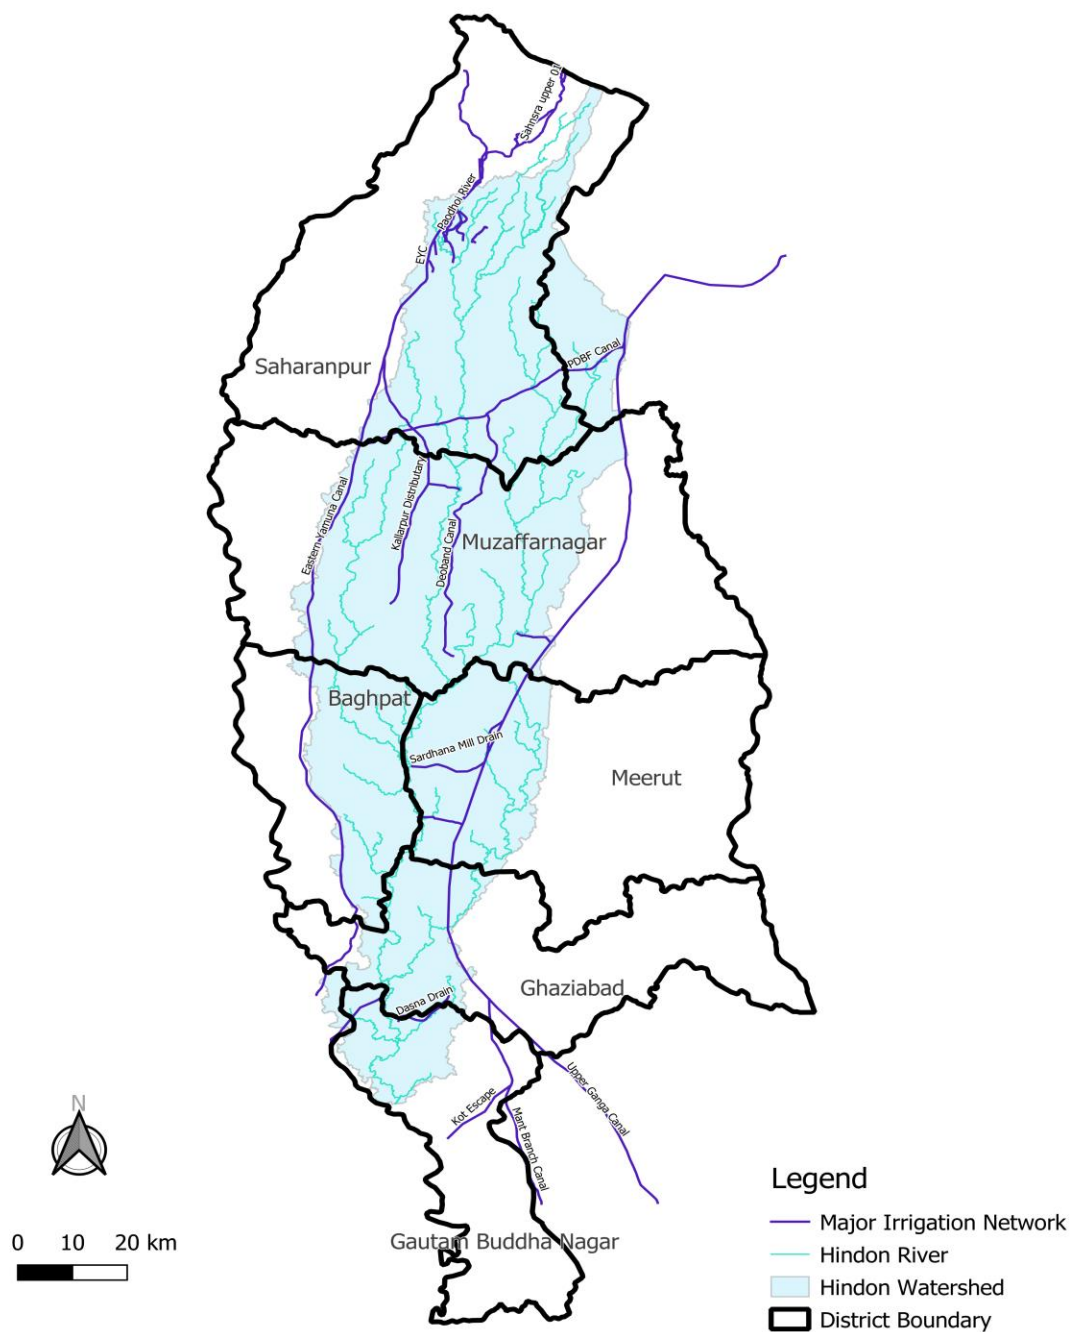 Sahnsra upper 01
Paodhoi River
EYC
PDBF Canal
Saharanpur
Eastern Yamuna Canal
Kallarpur Distributary
Deoband Canal
Muzaffarnagar
Baghpat
Sardhana Mill Drain
Meerut
Ghaziabad
Dasna Drain
Upper Ganga Canal
Kot Escape
Mant Branch Canal
Gautam Buddha Nagar
N
0 10 20 km
Legend
Major Irrigation Network
Hindon River
Hindon Watershed
District Boundary